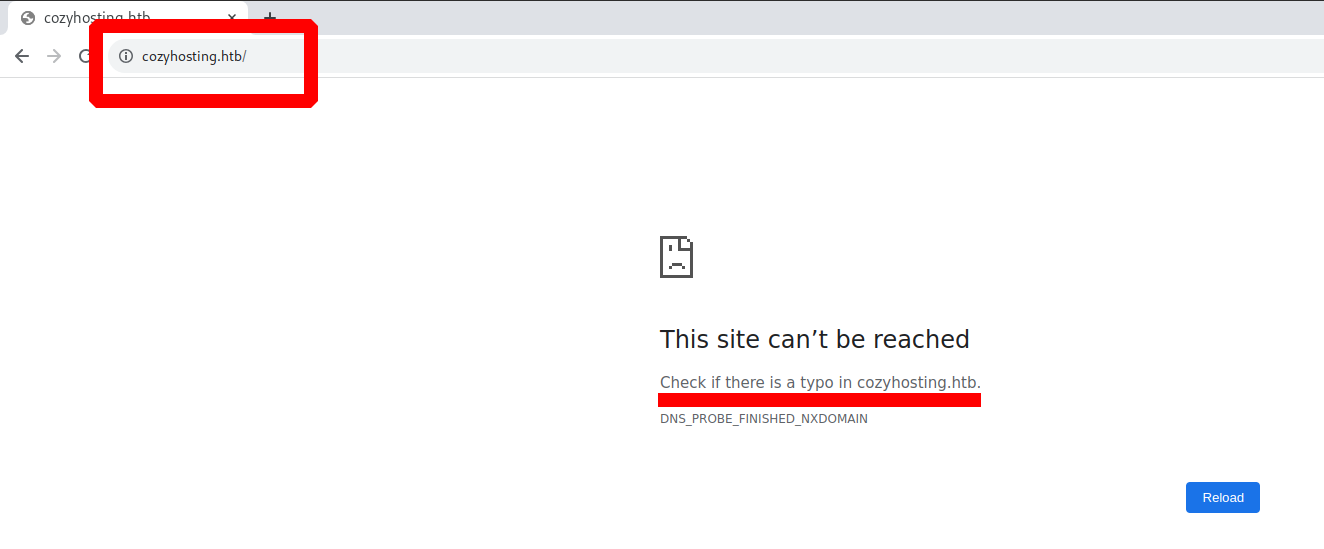 cozyhosting.htb
cozyhosting.htb/
This site can’t be reached
Check if there is a typo in cozyhosting.htb.
DNS_PROBE_FINISHED_NXDOMAIN
Reload